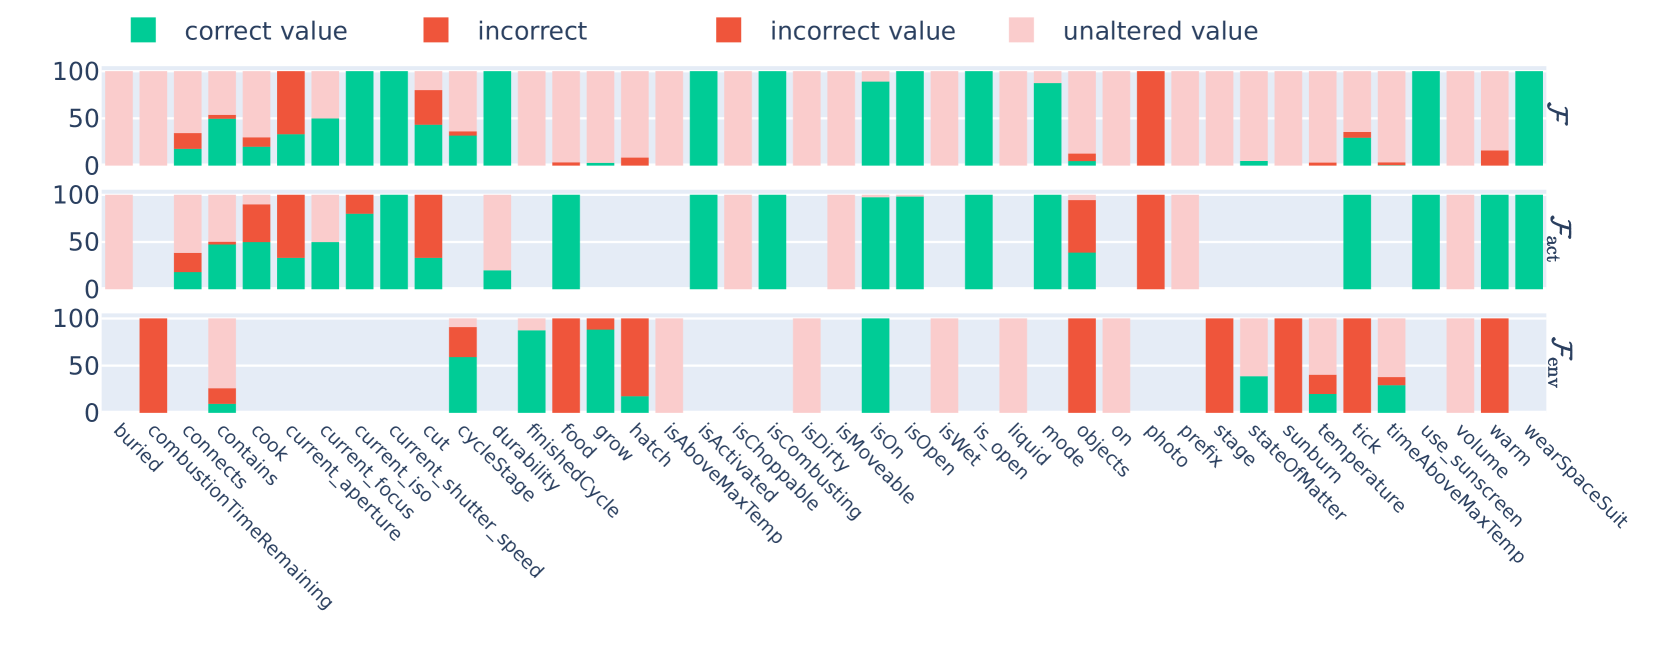 correct value incorrect incorrect value unaltered value
100
50
0
ℱ
100
50
0
ℱact
100
50
0
ℱenv
buried
combustionTimeRemaining
connects
contains
cook
current_aperture
current_focus
current_iso
current_shutter_speed
cut
cycleStage
durability
finishedCycle
food
grow
hatch
isAboveMaxTemp
isActivated
isChoppable
isCombusting
isDirty
isMoveable
isOn
isOpen
isWet
is_open
liquid
mode
objects
on
photo
prefix
stage
stateOfMatter
sunburn
temperature
tick
timeAboveMaxTemp
use_sunscreen
volume
warm
wearSpaceSuit